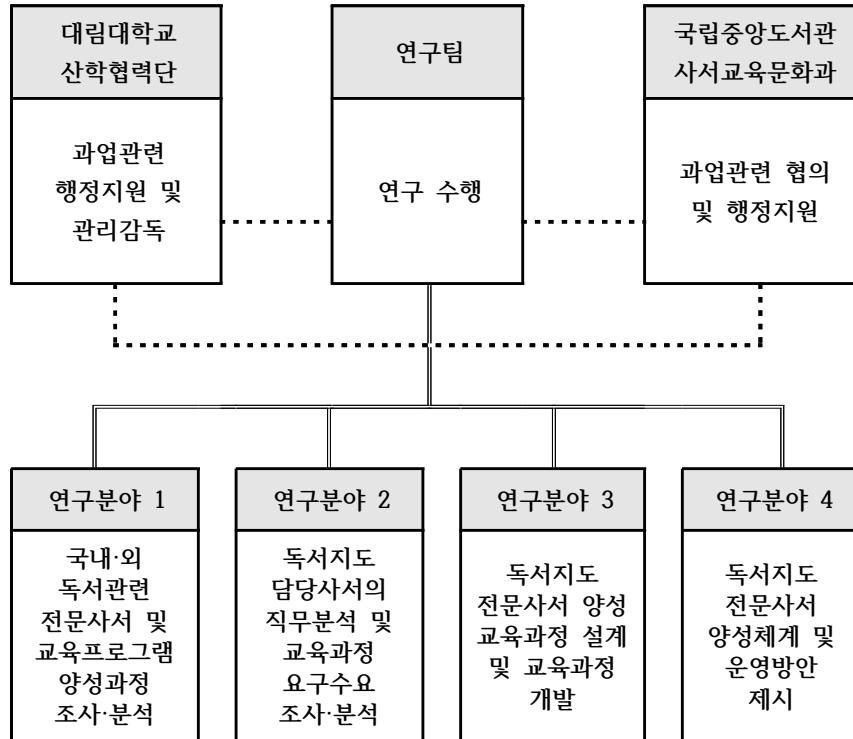 대림대학교
산학협력단
과업관련
행정지원 및
관리감독
연구팀
연구 수행
국립중앙도서관
사서교육문화과
과업관련 협의
및 행정지원
연구분야 1
국내·외
독서관련
전문사서 및
교육프로그램
양성과정
조사·분석
연구분야 2
독서지도
담당사서의
직무분석 및
교육과정
요구수요
조사·분석
연구분야 3
독서지도
전문사서 양성
교육과정 설계
및 교육과정
개발
연구분야 4
독서지도
전문사서
양성체계 및
운영방안
제시